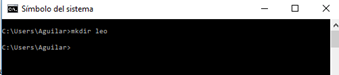 Símbolo del sistema
C:\Users\Aguilar>mkdir leo
C:\Users\Aguilar>